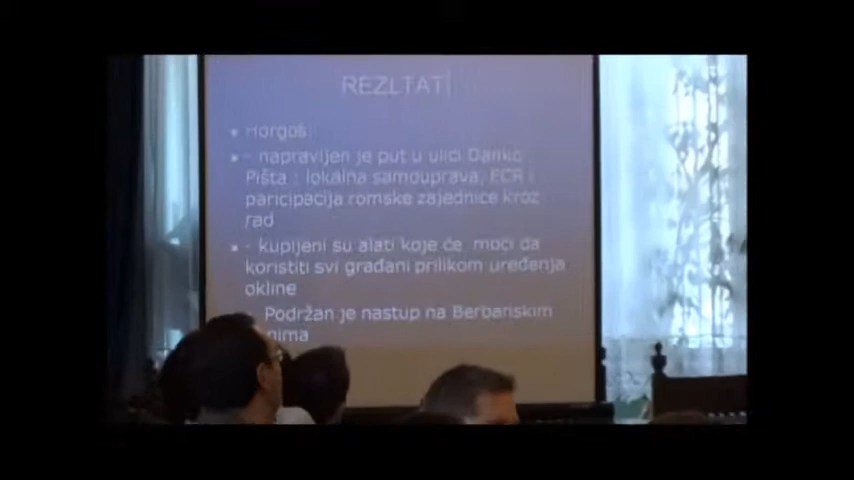 REZLTATI
Horgoš:
- napravljen je put u ulici Danko
Pišta : lokalna samouprava, ECR i
paricipacija romske zajednice kroz
rad
- kupljeni su alati koje će moći da
koristiti svi građani prilikom uređenja
okline
Podržan je nastup na Berbanskim